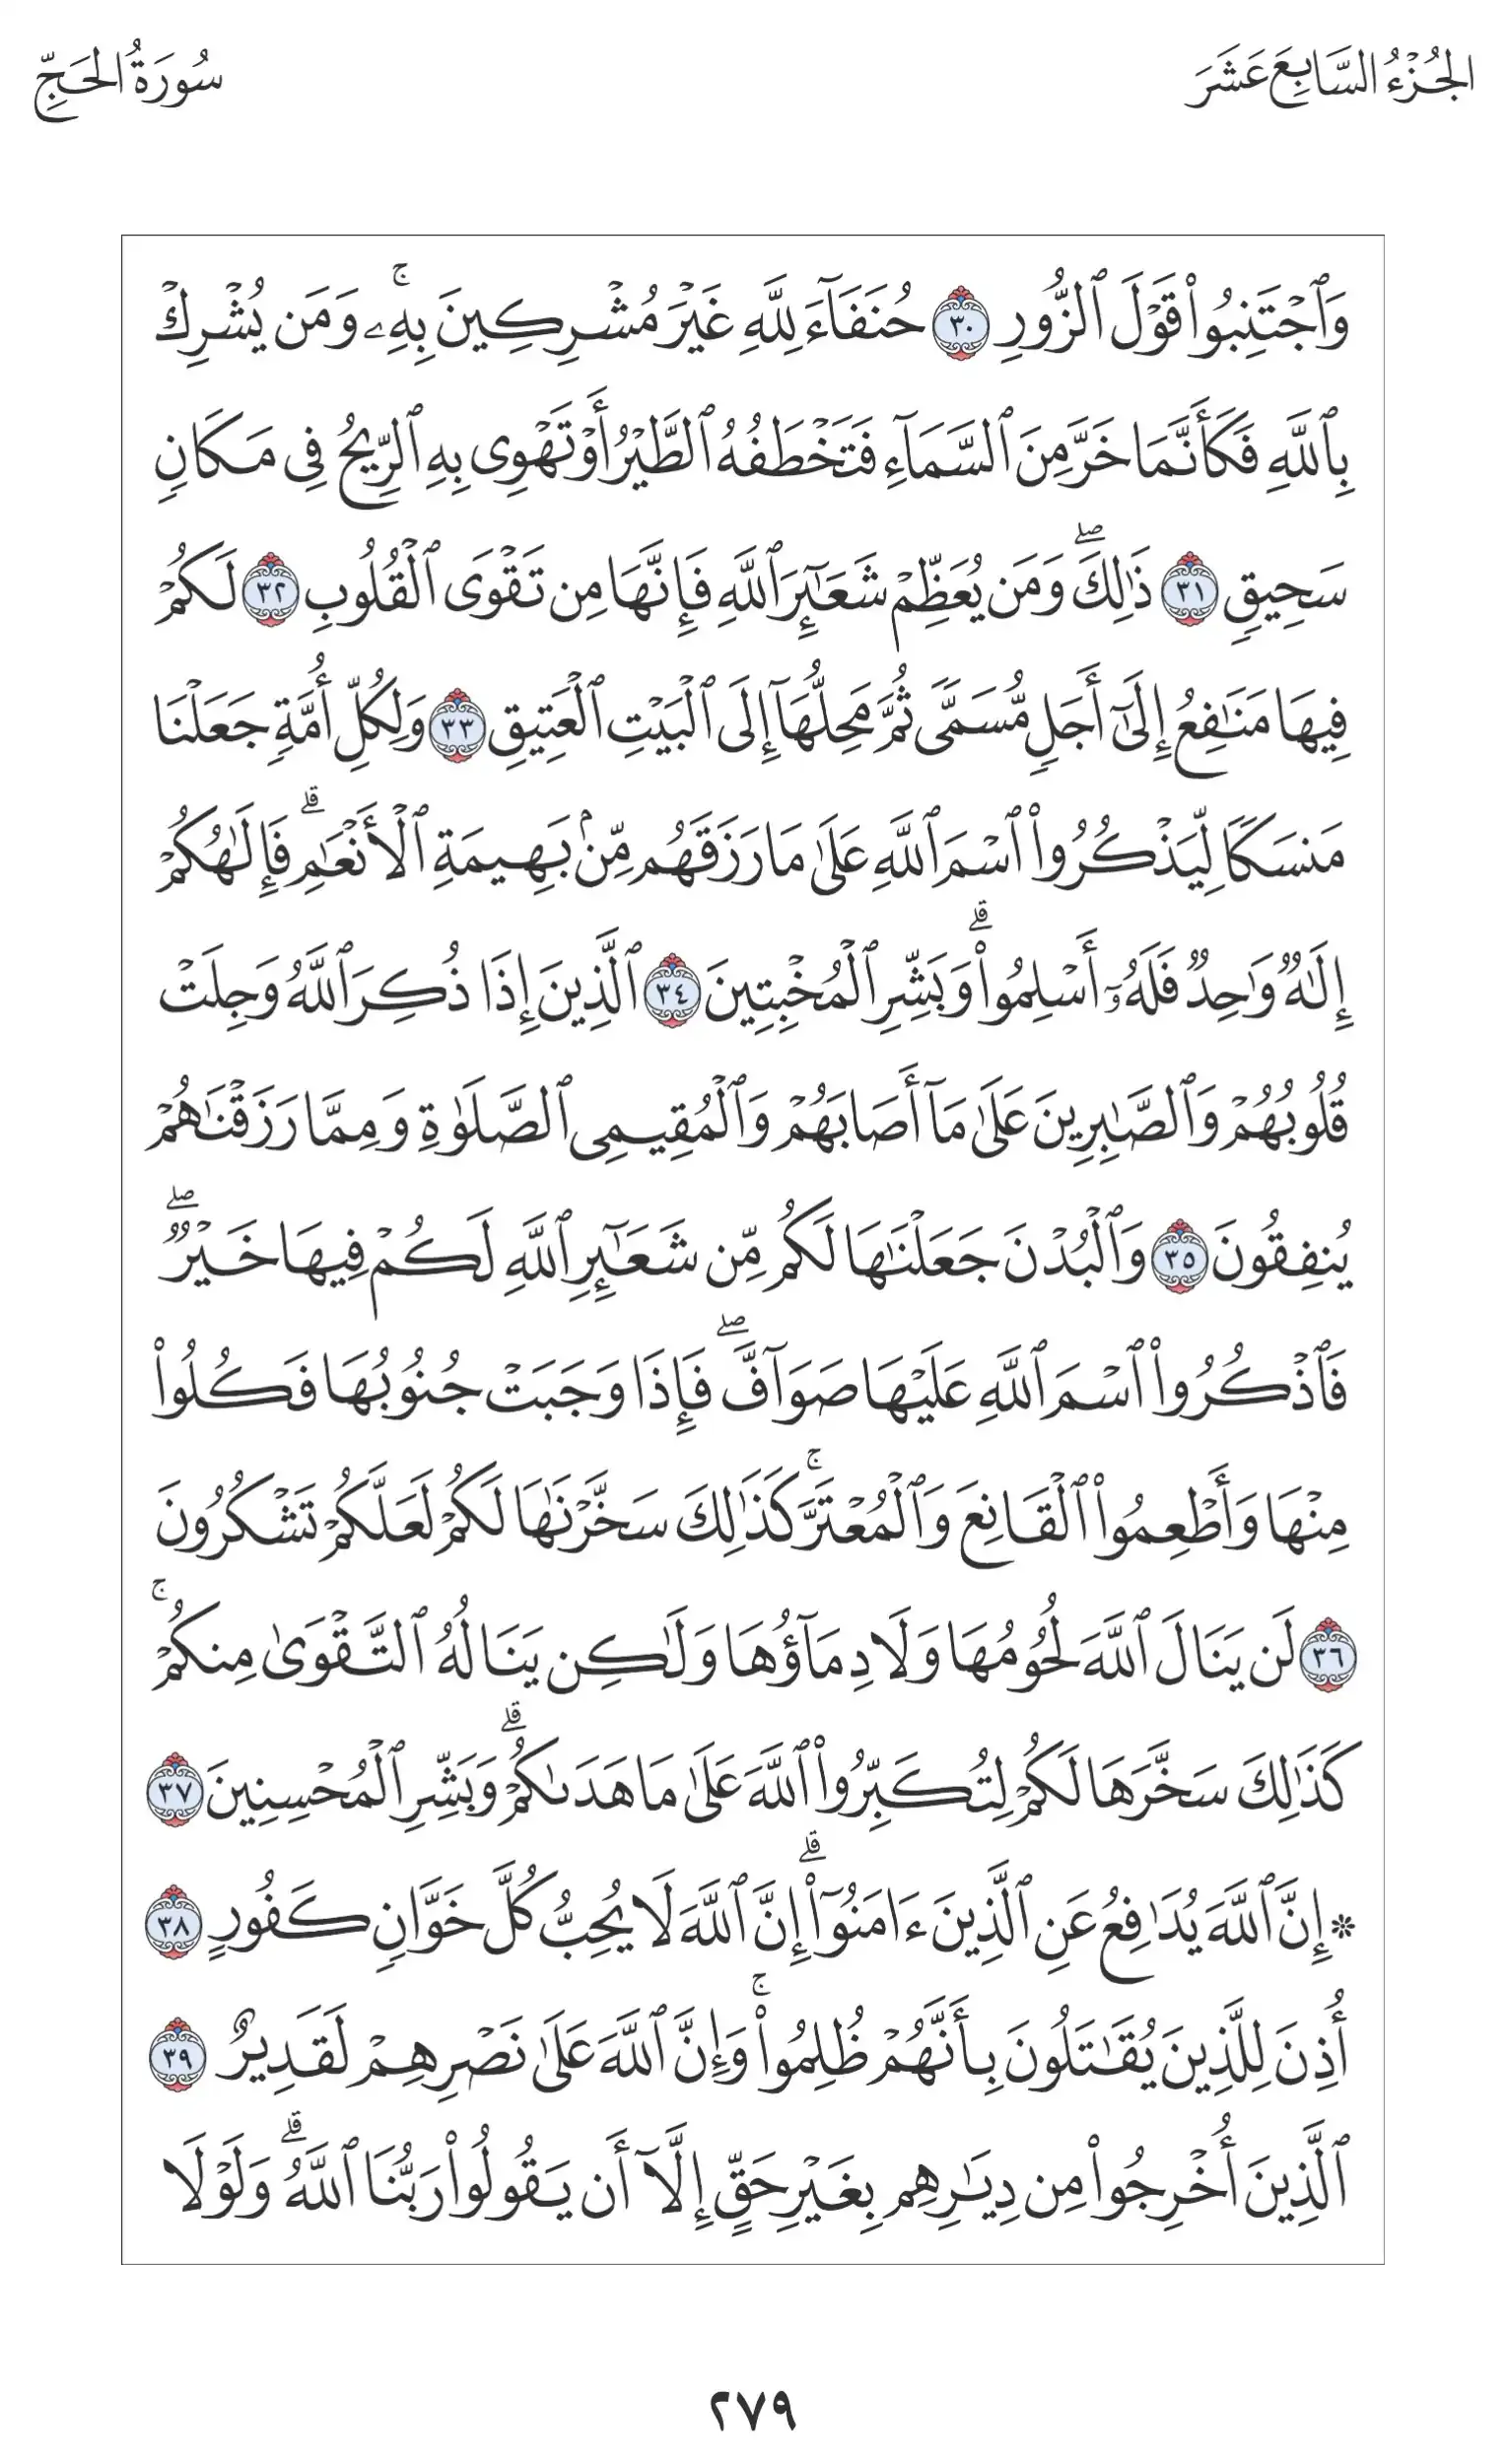 الجُزْءُ السَّابِعَ عَشَرَ
سُورَةُ الحَجِّ
وَٱجْتَنِبُوا۟ قَوْلَ ٱلزُّورِ ٣٠ حُنَفَآءَ لِلَّهِ غَيْرَ مُشْرِكِينَ بِهِۦۚ وَمَن يُشْرِكْ
بِٱللَّهِ فَكَأَنَّمَا خَرَّ مِنَ ٱلسَّمَآءِ فَتَخْطَفُهُ ٱلطَّيْرُ أَوْ تَهْوِى بِهِ ٱلرِّيحُ فِى مَكَانٍ
سَحِيقٍ ٣١ ذَٰلِكَۖ وَمَن يُعَظِّمْ شَعَـٰٓئِرَ ٱللَّهِ فَإِنَّهَا مِن تَقْوَى ٱلْقُلُوبِ ٣٢ لَكُمْ
فِيهَا مَنَـٰفِعُ إِلَىٰٓ أَجَلٍ مُّسَمًّى ثُمَّ مَحِلُّهَآ إِلَى ٱلْبَيْتِ ٱلْعَتِيقِ ٣٣ وَلِكُلِّ أُمَّةٍ جَعَلْنَا
مَنسَكًا لِّيَذْكُرُوا۟ ٱسْمَ ٱللَّهِ عَلَىٰ مَا رَزَقَهُم مِّنۢ بَهِيمَةِ ٱلْأَنْعَـٰمِۗ فَإِلَـٰهُكُمْ
إِلَـٰهٌ وَٰحِدٌ فَلَهُۥٓ أَسْلِمُوا۟ۗ وَبَشِّرِ ٱلْمُخْبِتِينَ ٣٤ ٱلَّذِينَ إِذَا ذُكِرَ ٱللَّهُ وَجِلَتْ
قُلُوبُهُمْ وَٱلصَّـٰبِرِينَ عَلَىٰ مَآ أَصَابَهُمْ وَٱلْمُقِيمِى ٱلصَّلَوٰةِ وَمِمَّا رَزَقْنَـٰهُمْ
يُنفِقُونَ ٣٥ وَٱلْبُدْنَ جَعَلْنَـٰهَا لَكُم مِّن شَعَـٰٓئِرِ ٱللَّهِ لَكُمْ فِيهَا خَيْرٌۖ
فَٱذْكُرُوا۟ ٱسْمَ ٱللَّهِ عَلَيْهَا صَوَآفَّۖ فَإِذَا وَجَبَتْ جُنُوبُهَا فَكُلُوا۟
مِنْهَا وَأَطْعِمُوا۟ ٱلْقَانِعَ وَٱلْمُعْتَرَّۚ كَذَٰلِكَ سَخَّرْنَـٰهَا لَكُمْ لَعَلَّكُمْ تَشْكُرُونَ
٣٦ لَن يَنَالَ ٱللَّهَ لُحُومُهَا وَلَا دِمَآؤُهَا وَلَـٰكِن يَنَالُهُ ٱلتَّقْوَىٰ مِنكُمْۚ
كَذَٰلِكَ سَخَّرَهَا لَكُمْ لِتُكَبِّرُوا۟ ٱللَّهَ عَلَىٰ مَا هَدَىٰكُمْۗ وَبَشِّرِ ٱلْمُحْسِنِينَ ٣٧
* إِنَّ ٱللَّهَ يُدَٰفِعُ عَنِ ٱلَّذِينَ ءَامَنُوٓا۟ۗ إِنَّ ٱللَّهَ لَا يُحِبُّ كُلَّ خَوَّانٍ كَفُورٍ ٣٨
أُذِنَ لِلَّذِينَ يُقَـٰتَلُونَ بِأَنَّهُمْ ظُلِمُوا۟ۚ وَإِنَّ ٱللَّهَ عَلَىٰ نَصْرِهِمْ لَقَدِيرٌ ٣٩
ٱلَّذِينَ أُخْرِجُوا۟ مِن دِيَـٰرِهِم بِغَيْرِ حَقٍّ إِلَّآ أَن يَقُولُوا۟ رَبُّنَا ٱللَّهُۗ وَلَوْلَا
٢٧٩